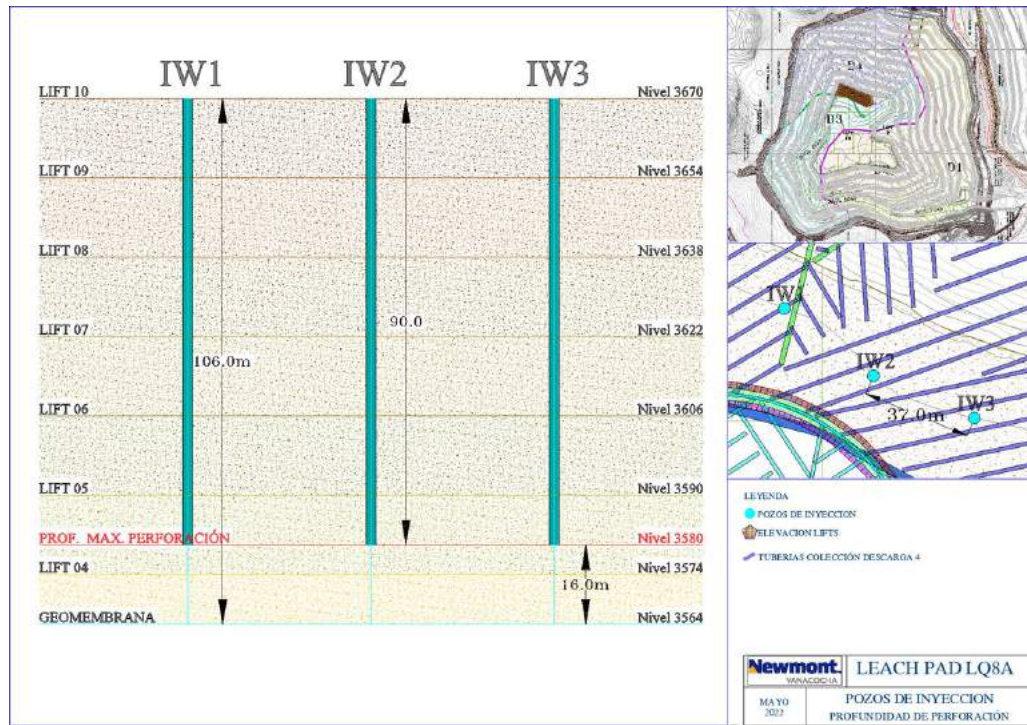 IW1 IW2 IW3
LIFT 10 Nivel 3670
LIFT 09 Nivel 3654
LIFT 08 Nivel 3638
LIFT 07 Nivel 3622
90.0
106.0m
LIFT 06 Nivel 3606
LIFT 05 Nivel 3590
PROF. MAX. PERFORACIÓN Nivel 3580
LIFT 04 Nivel 3574
16.0m
GEOMEMBRANA Nivel 3564
D4
D3
D1
IW1
IW2
IW3
37.0m
LEYENDA
POZOS DE INYECCION
ELEVACION LIFTS
TUBERIAS COLECCIÓN DESCARGA 4
Newmont.
YANACOCHA
LEACH PAD LQ8A
MAYO
2022
POZOS DE INYECCION
PROFUNDIDAD DE PERFORACIÓN